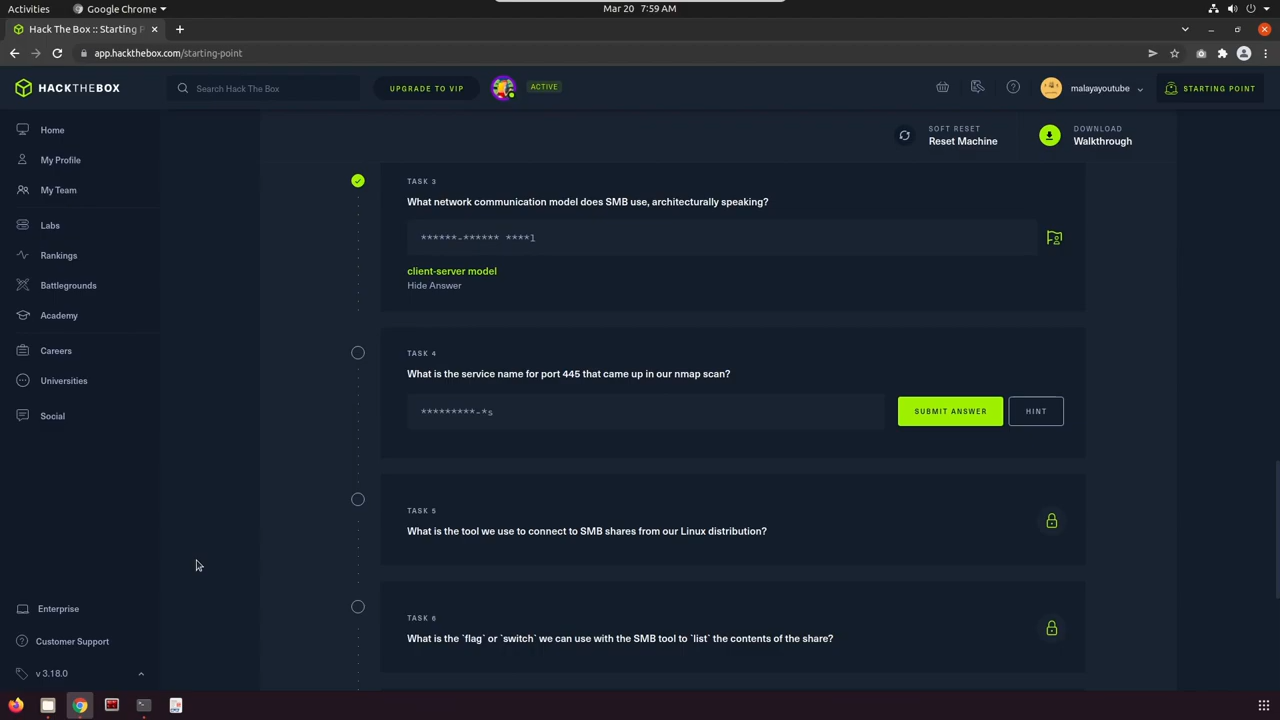 Activities
Google Chrome
Mar 20 7:59 AM
Hack The Box :: Starting P
app.hackthebox.com/starting-point
HACKTHEBOX
Search Hack The Box
UPGRADE TO VIP
ACTIVE
malayayoutube
STARTING POINT
Home
My Profile
My Team
Labs
Rankings
Battlegrounds
Academy
Careers
Universities
Social
Enterprise
Customer Support
v 3.18.0
SOFT RESET
Reset Machine
DOWNLOAD
Walkthrough
TASK 3
What network communication model does SMB use, architecturally speaking?
******-****** ****l
client-server model
Hide Answer
TASK 4
What is the service name for port 445 that came up in our nmap scan?
*********-*s
SUBMIT ANSWER
HINT
TASK 5
What is the tool we use to connect to SMB shares from our Linux distribution?
TASK 6
What is the `flag` or `switch` we can use with the SMB tool to `list` the contents of the share?